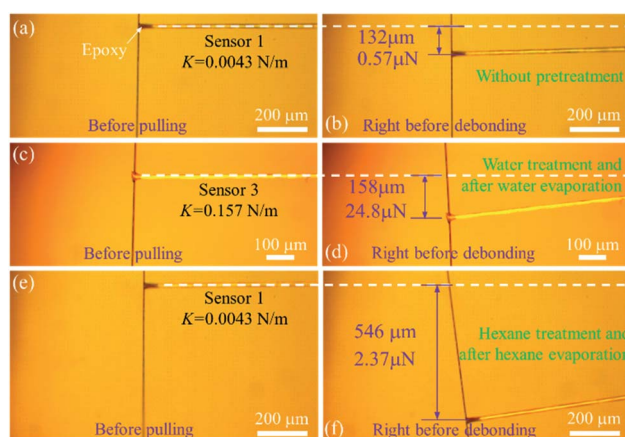 (a)
Epoxy
Sensor 1
K=0.0043 N/m
Before pulling
200 μm
132μm
0.57μN
Without pretreatment
(b)
Right before debonding
200 μm
(c)
Sensor 3
K=0.157 N/m
Before pulling
100 μm
Water treatment and
after water evaporation
158μm
24.8μN
(d)
Right before debonding
100 μm
(e)
Sensor 1
K=0.0043 N/m
Before pulling
200 μm
546 μm
2.37μN
Hexane treatment and
after hexane evaporation
(f)
Right before debonding
200 μm